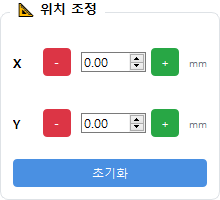 📐 위치 조정
X - 0.00 + mm
Y - 0.00 + mm
초기화